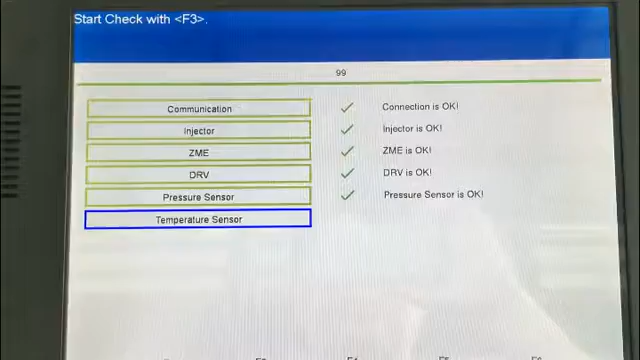 Start Check with <F3>.
99
Communication ✓ Connection is OK!
Injector ✓ Injector is OK!
ZME ✓ ZME is OK!
DRV ✓ DRV is OK!
Pressure Sensor ✓ Pressure Sensor is OK!
Temperature Sensor